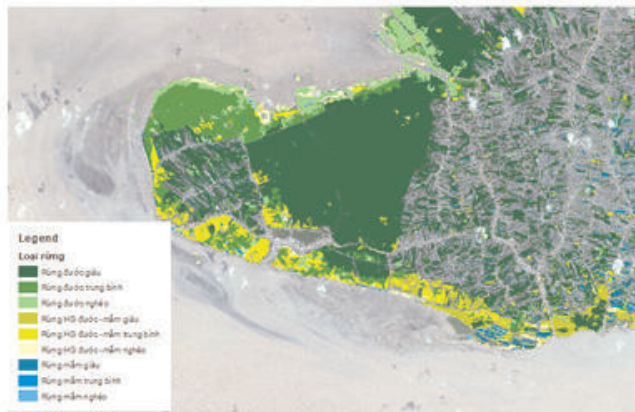 Legend
Loại rừng
Rừng đước giàu
Rừng đước trung bình
Rừng đước nghèo
Rừng HG đước - mắm giàu
Rừng HG đước - mắm trung bình
Rừng HG đước - mắm nghèo
Rừng mắm giàu
Rừng mắm trung bình
Rừng mắm nghèo